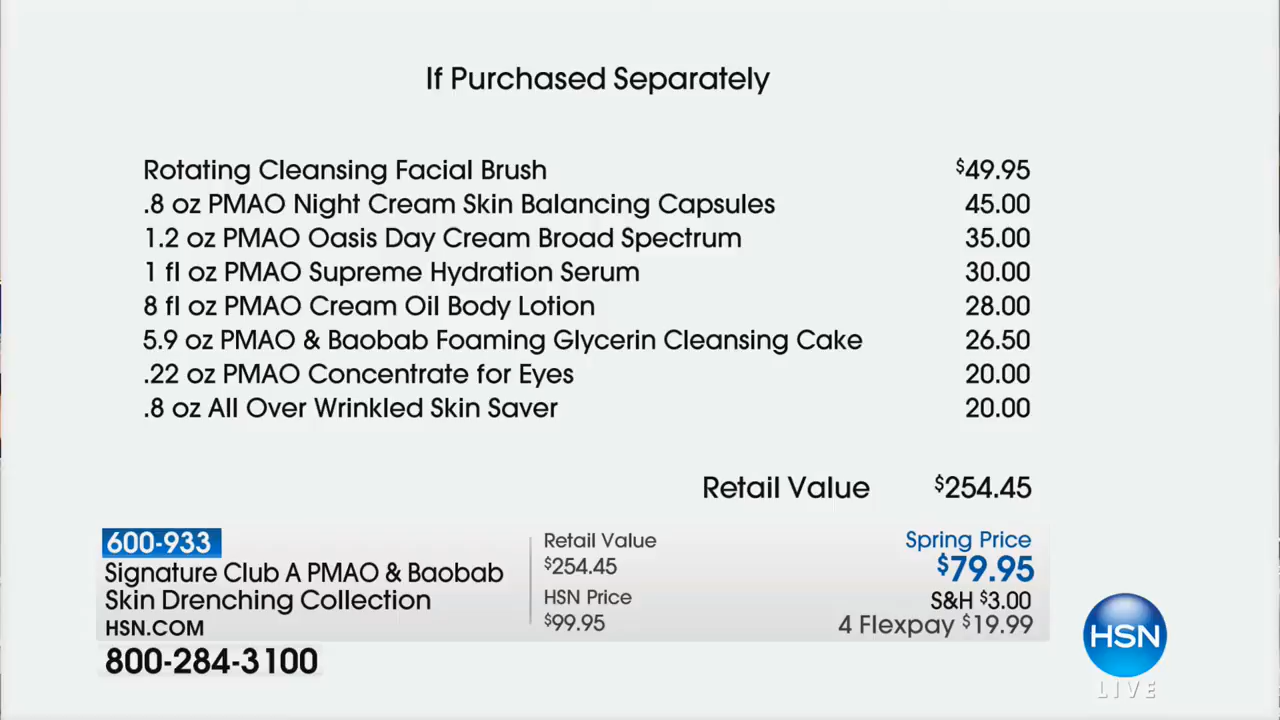 If Purchased Separately
Rotating Cleansing Facial Brush $49.95
.8 oz PMAO Night Cream Skin Balancing Capsules 45.00
1.2 oz PMAO Oasis Day Cream Broad Spectrum 35.00
1 fl oz PMAO Supreme Hydration Serum 30.00
8 fl oz PMAO Cream Oil Body Lotion 28.00
5.9 oz PMAO & Baobab Foaming Glycerin Cleansing Cake 26.50
.22 oz PMAO Concentrate for Eyes 20.00
.8 oz All Over Wrinkled Skin Saver 20.00
Retail Value $254.45
600-933
Signature Club A PMAO & Baobab
Skin Drenching Collection
HSN.COM
800-284-3100
Retail Value
$254.45
HSN Price
$99.95
Spring Price
$79.95
S&H $3.00
4 Flexpay $19.99
HSN
LIVE